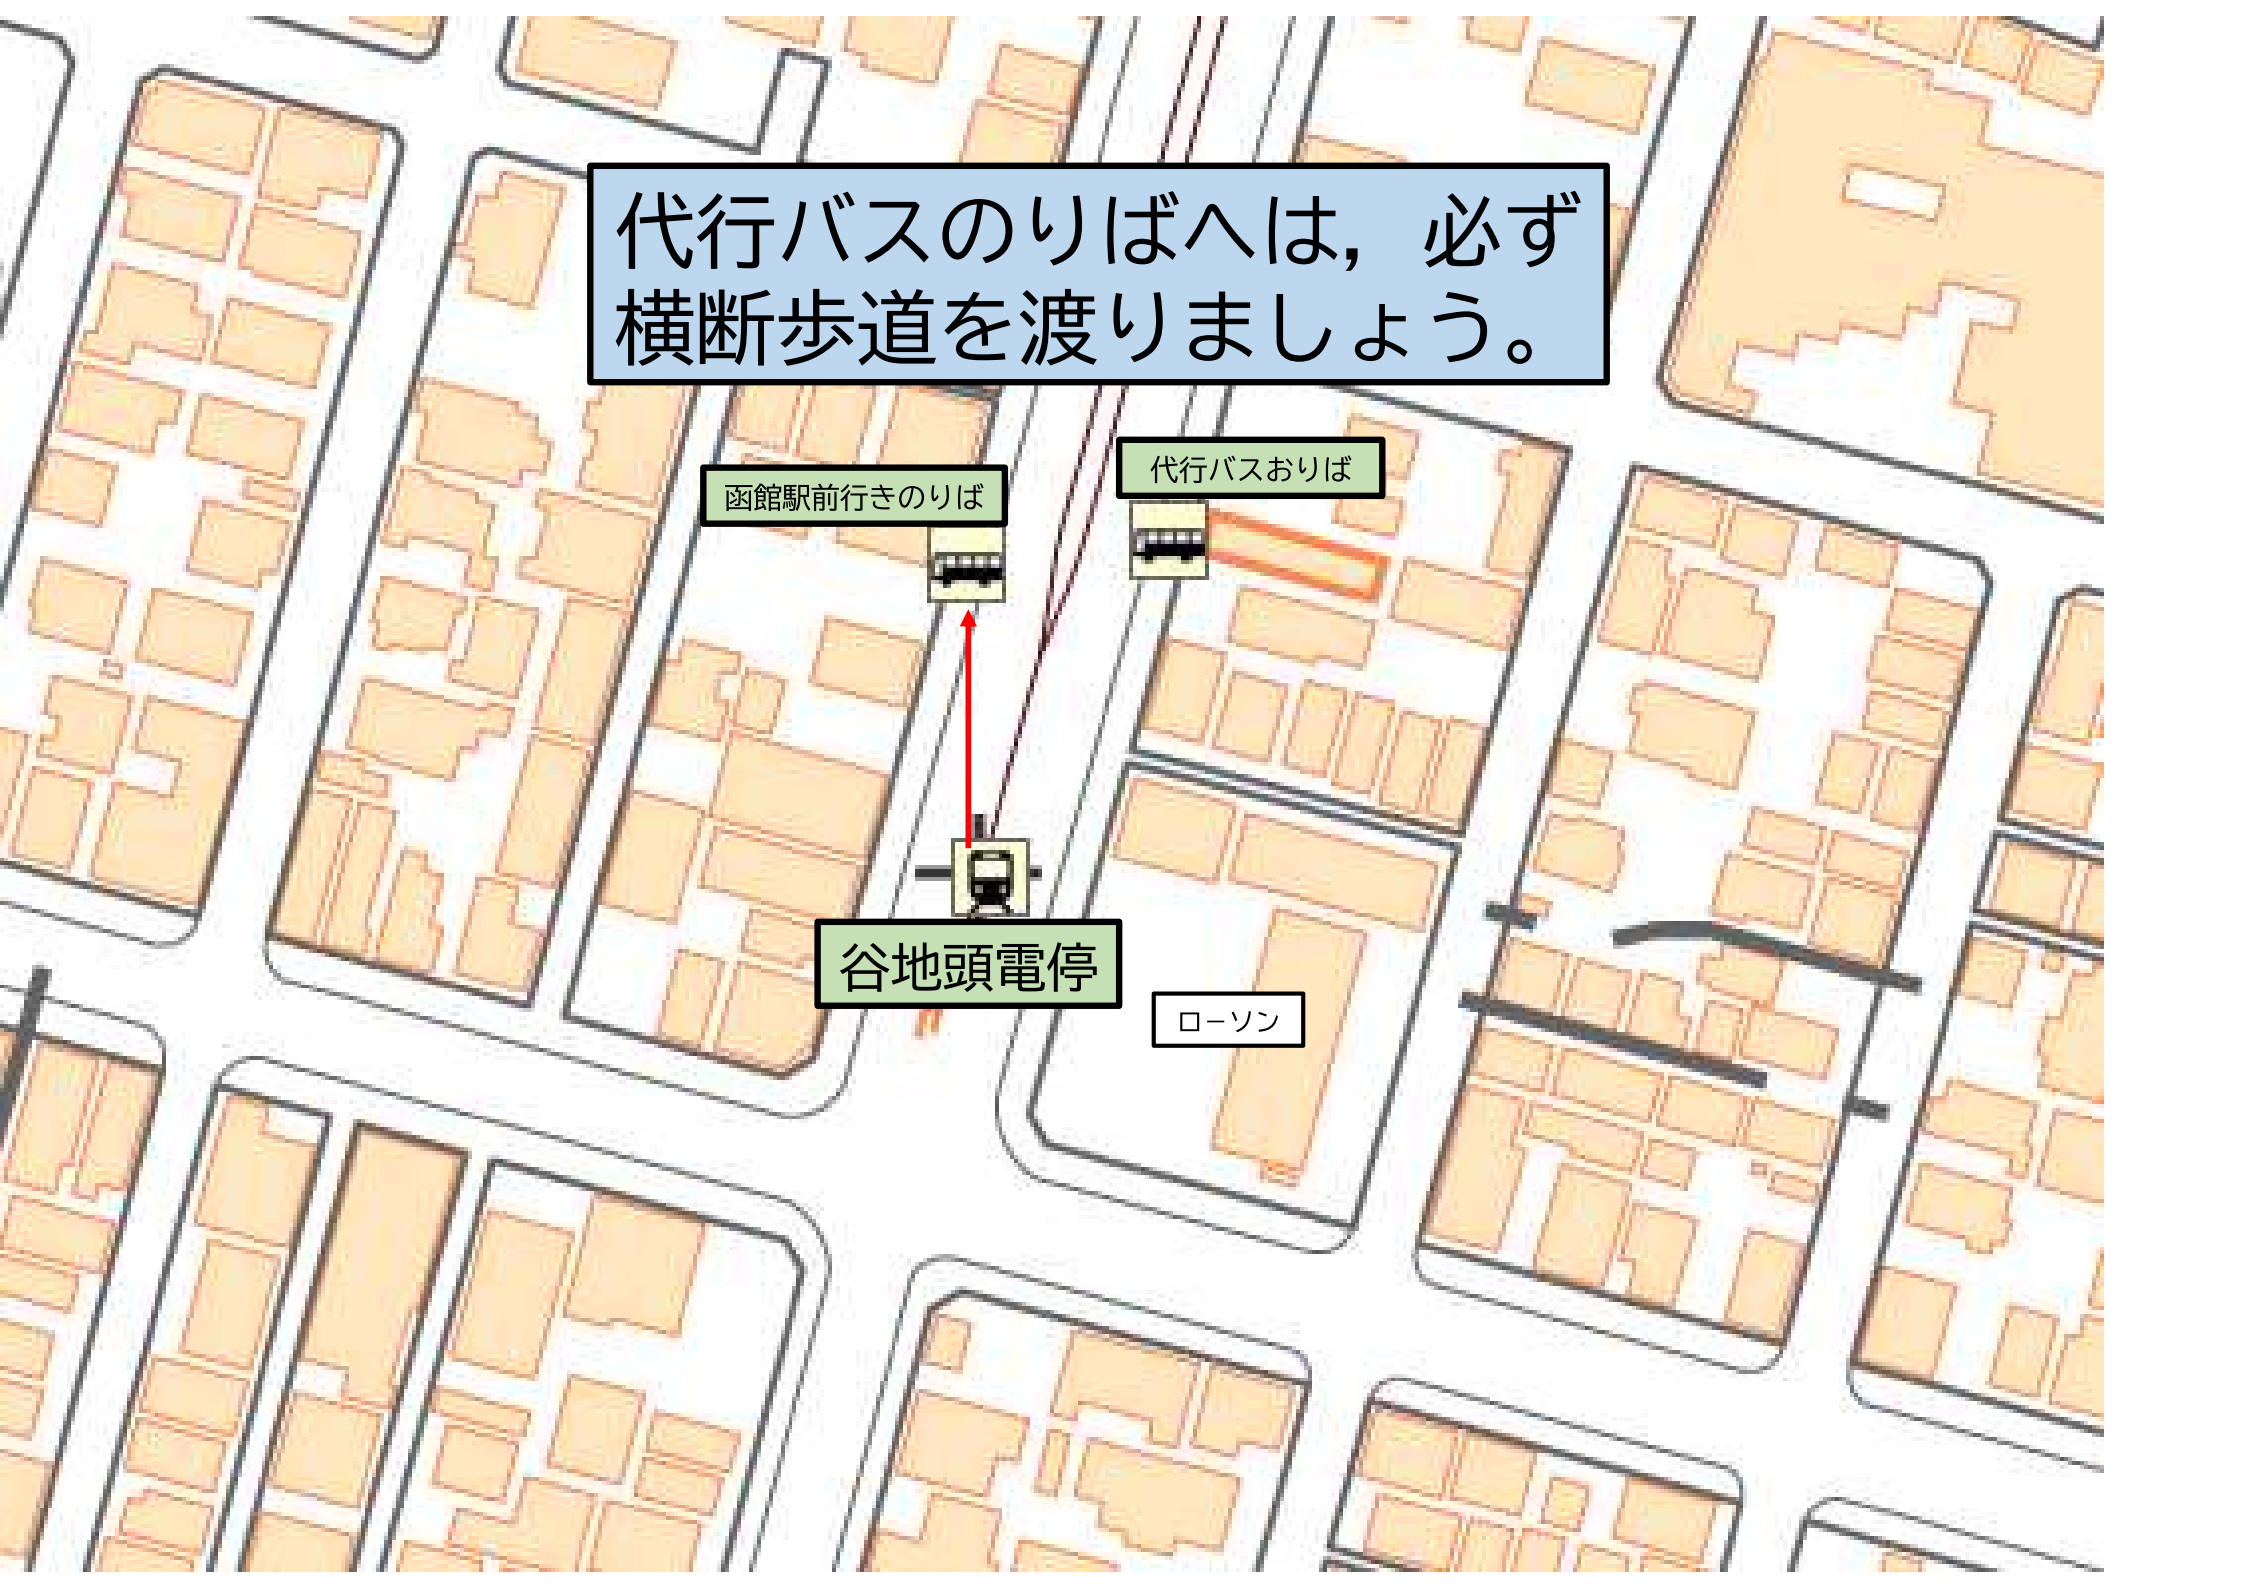 代行バスのりばへは，必ず
横断歩道を渡りましょう。
代行バスおりば
函館駅前行きのりば
谷地頭電停
ローソン